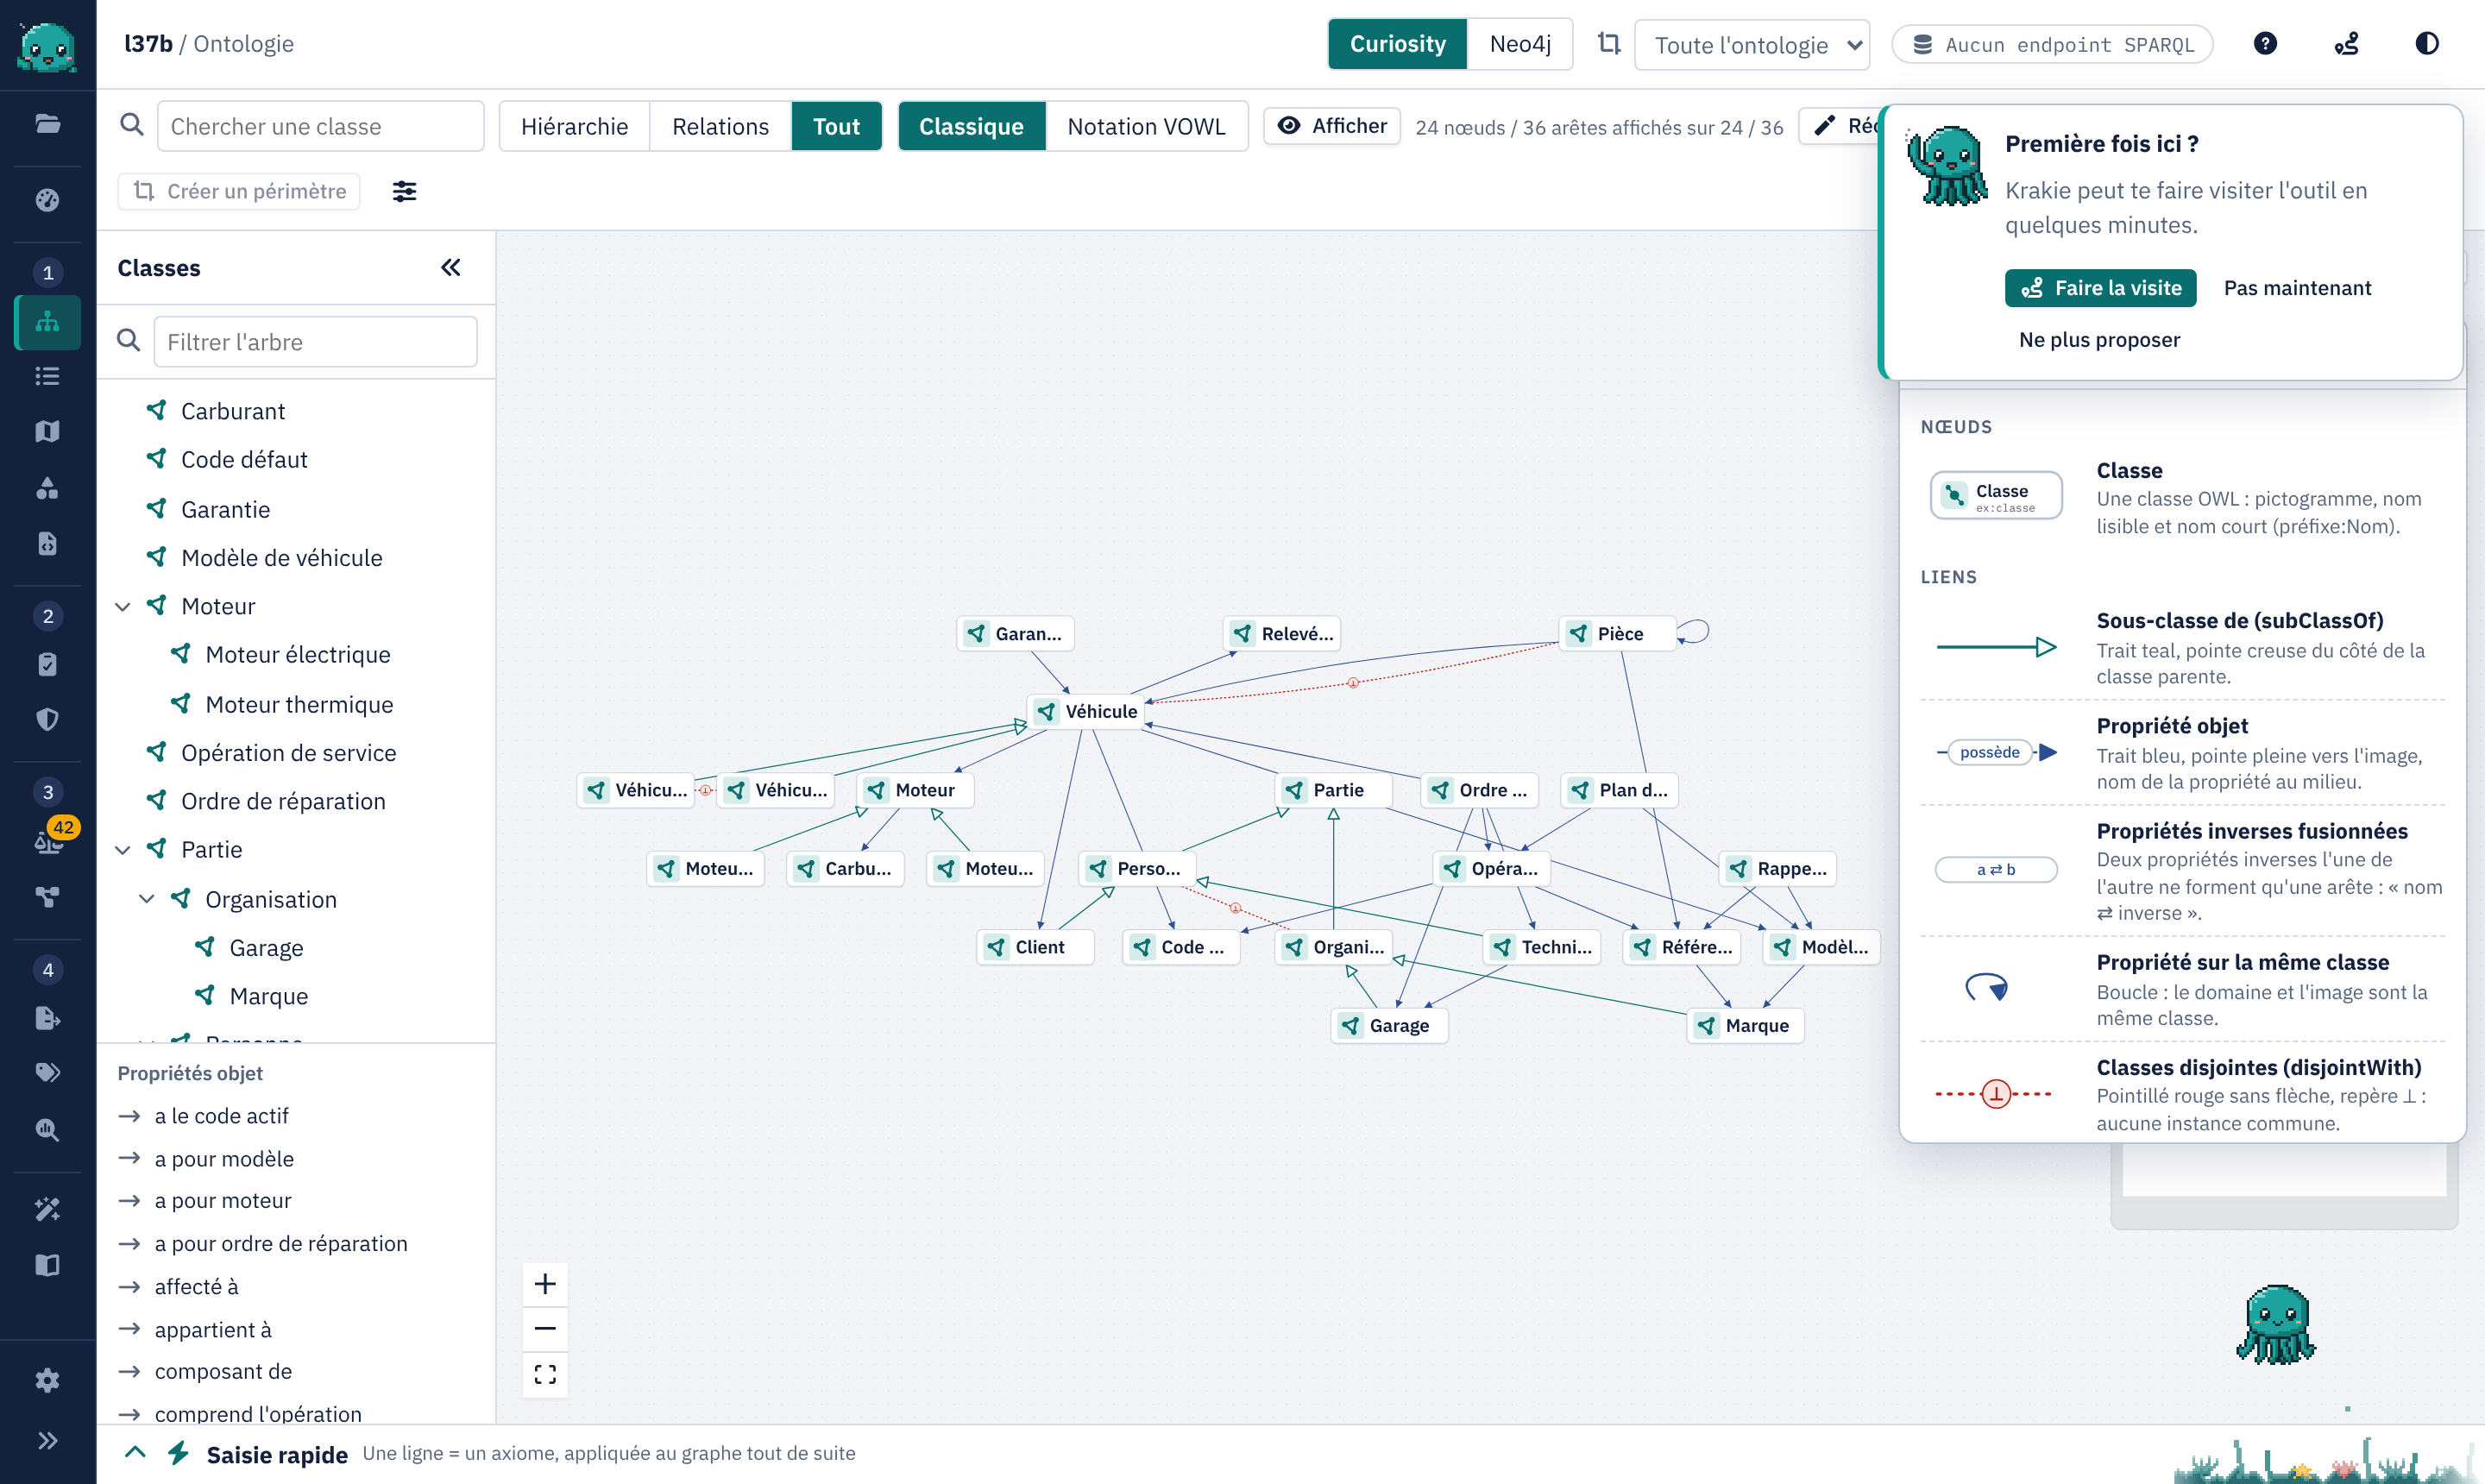 l37b / Ontologie
Curiosity
Neo4j
Toute l'ontologie
Aucun endpoint SPARQL
Chercher une classe
Hiérarchie
Relations
Tout
Classique
Notation VOWL
Afficher
24 nœuds / 36 arêtes affichés sur 24 / 36
Créer un périmètre
Première fois ici ?
Krakie peut te faire visiter l'outil en
quelques minutes.
Faire la visite
Pas maintenant
Ne plus proposer
1
2
3
42
4
Classes
Filtrer l'arbre
Carburant
Code défaut
Garantie
Modèle de véhicule
Moteur
Moteur électrique
Moteur thermique
Opération de service
Ordre de réparation
Partie
Organisation
Garage
Marque
Propriétés objet
a le code actif
a pour modèle
a pour moteur
a pour ordre de réparation
affecté à
appartient à
composant de
comprend l'opération
Garan...
Relevé...
Pièce
Véhicule
Véhicu...
Véhicu...
Moteur
Partie
Ordre ...
Plan d...
Moteu...
Carbu...
Moteu...
Perso...
Opéra...
Rappe...
Client
Code ...
Organi...
Techni...
Référe...
Modèl...
Garage
Marque
NŒUDS
Classe
ex:classe
Classe
Une classe OWL : pictogramme, nom
lisible et nom court (préfixe:Nom).
LIENS
Sous-classe de (subClassOf)
Trait teal, pointe creuse du côté de la
classe parente.
possède
Propriété objet
Trait bleu, pointe pleine vers l'image,
nom de la propriété au milieu.
a ⇄ b
Propriétés inverses fusionnées
Deux propriétés inverses l'une de
l'autre ne forment qu'une arête : « nom
⇄ inverse ».
Propriété sur la même classe
Boucle : le domaine et l'image sont la
même classe.
Classes disjointes (disjointWith)
Pointillé rouge sans flèche, repère ⊥ :
aucune instance commune.
Saisie rapide
Une ligne = un axiome, appliquée au graphe tout de suite